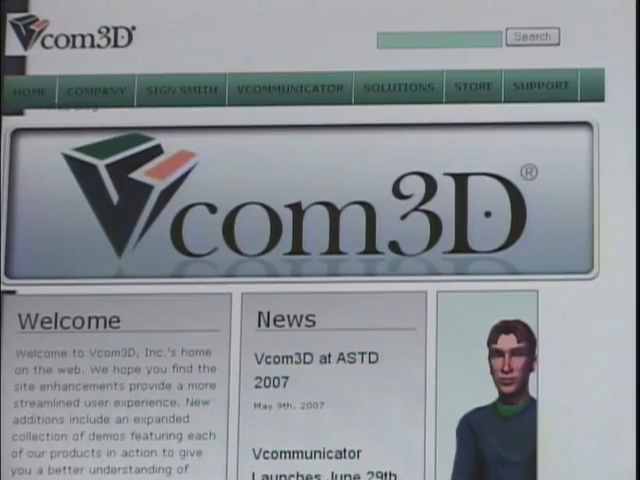 Vcom3D
Search
HOME COMPANY SIGN SMITH VCOMMUNICATOR SOLUTIONS STORE SUPPORT
Vcom3D®
Welcome
Welcome to Vcom3D, Inc.'s home
on the web. We hope you find the
site enhancements provide a more
streamlined user experience. New
additions include an expanded
collection of demos featuring each
of our products in action to give
you a better understanding of
News
Vcom3D at ASTD
2007
May 9th, 2007
Vcommunicator
Launches June 29th